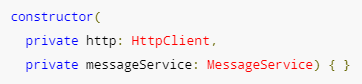 constructor(
  private http: HttpClient,
  private messageService: MessageService) { }